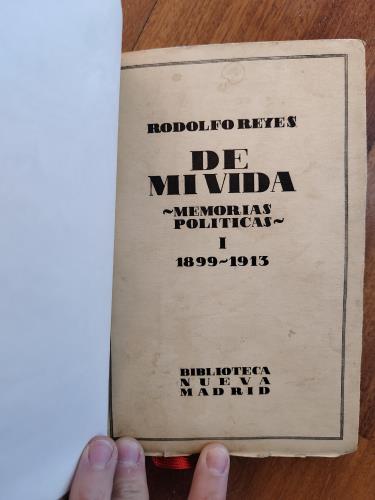 RODOLFO REYES
DE
MI VIDA
~MEMORIAS
POLITICAS~
I
1899~1913
BIBLIOTECA
NUEVA
MADRID